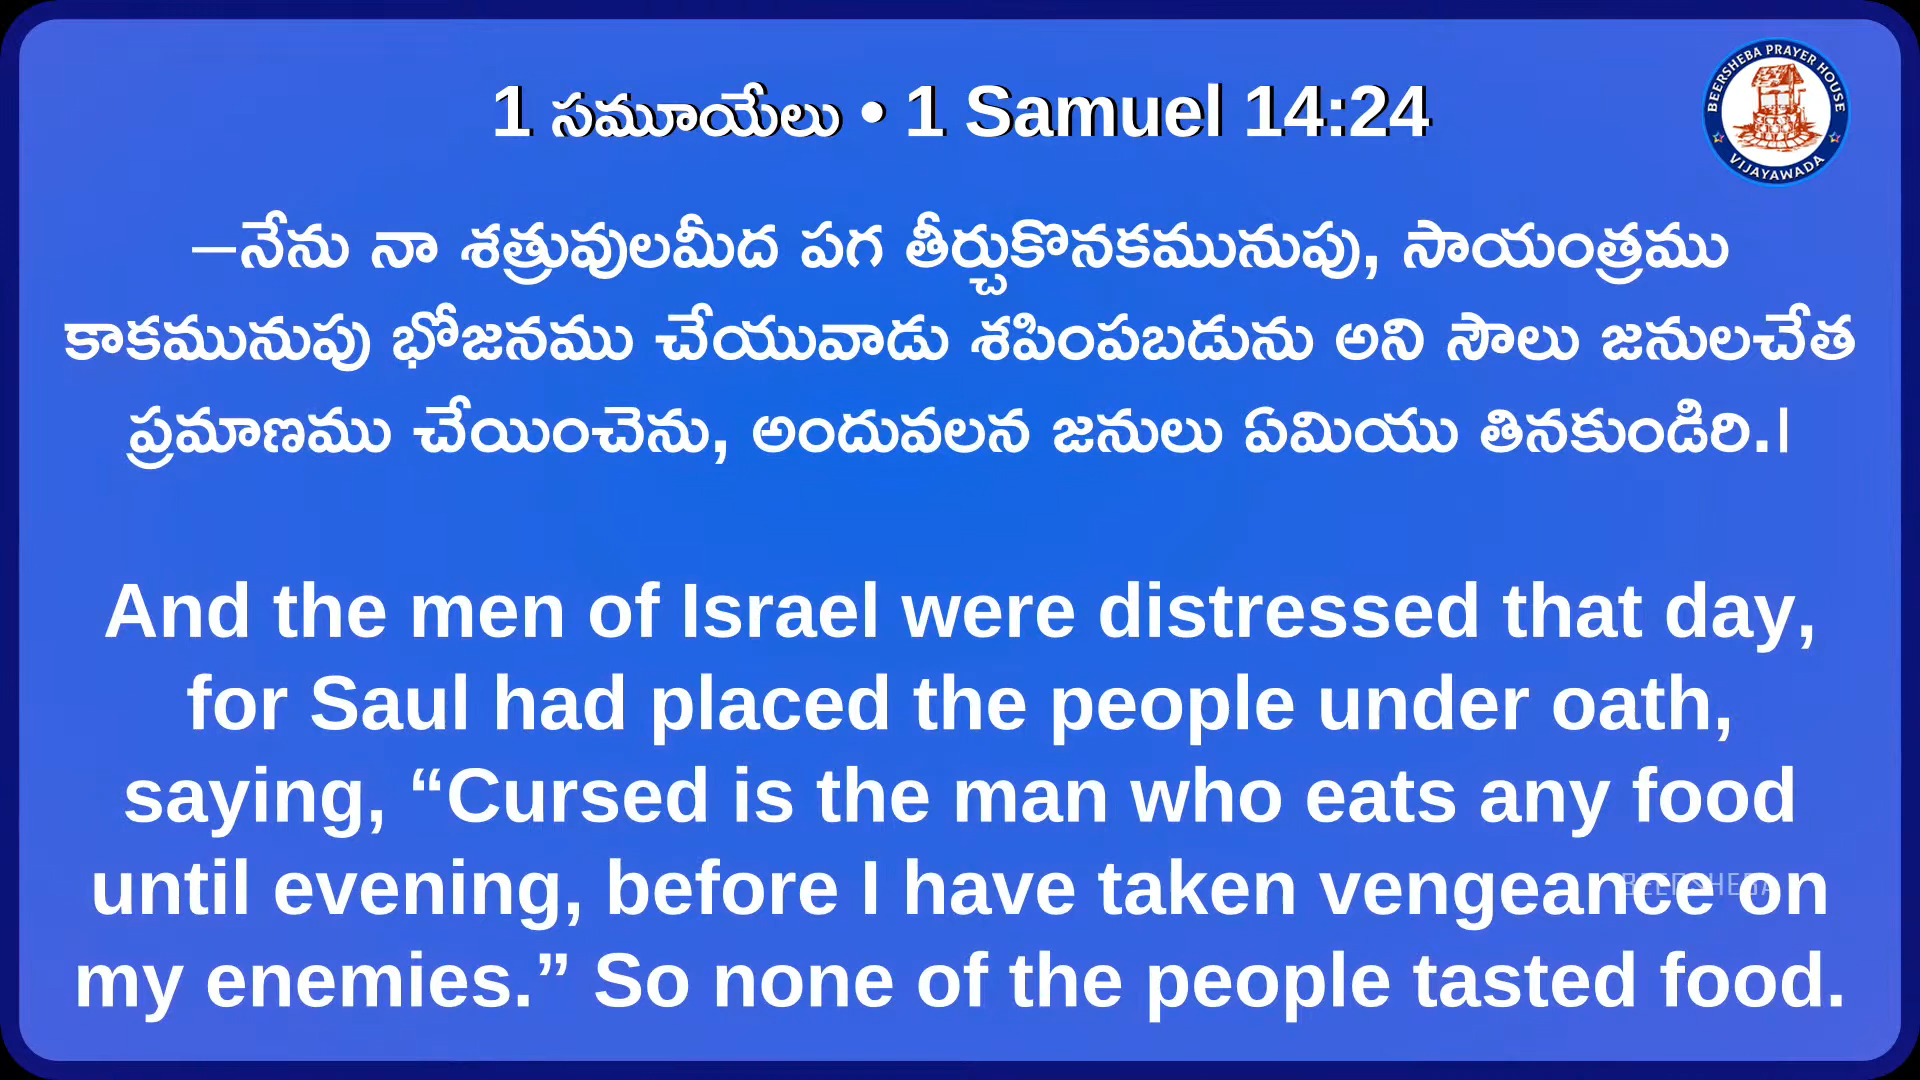 1 సమూయేలు • 1 Samuel 14:24
BEERSHEBA PRAYER HOUSE
VIJAYAWADA
—నేను నా శత్రువులమీద పగ తీర్చుకొనకమునుపు, సాయంత్రము
కాకమునుపు భోజనము చేయువాడు శపింపబడును అని సౌలు జనులచేత
ప్రమాణము చేయించెను, అందువలన జనులు ఏమియు తినకుండిరి.|
And the men of Israel were distressed that day,
for Saul had placed the people under oath,
saying, “Cursed is the man who eats any food
until evening, before I have taken vengeance on
my enemies.” So none of the people tasted food.
BEERSHEBA